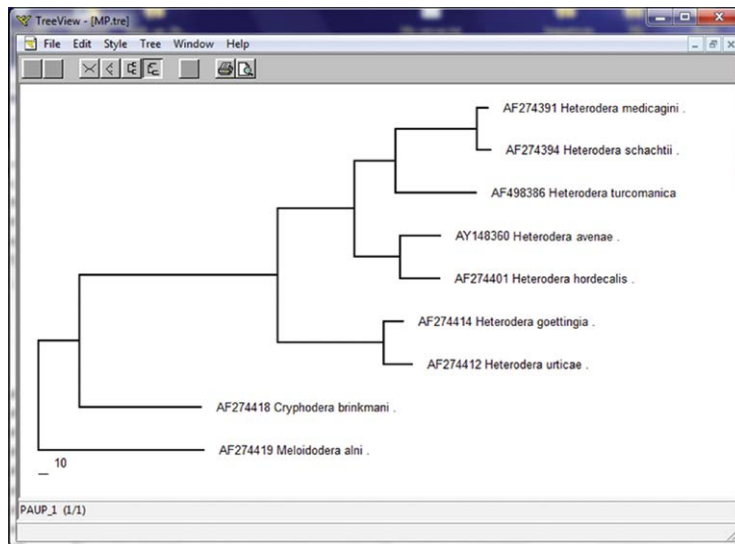 TreeView - [MP.tre]
File Edit Style Tree Window Help
AF274391 Heterodera medicagini .
AF274394 Heterodera schachtii .
AF498386 Heterodera turcomanica
AY148360 Heterodera avenae .
AF274401 Heterodera hordecalis .
AF274414 Heterodera goettingia .
AF274412 Heterodera urticae .
AF274418 Cryphodera brinkmani .
AF274419 Meloidodera alni .
10
PAUP_1 (1/1)